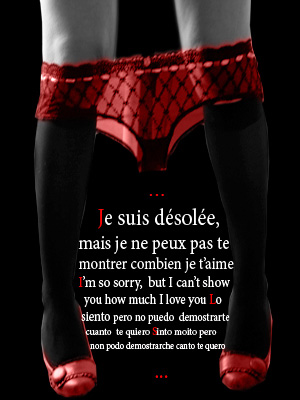 ...
Je suis désolée,
mais je ne peux pas te
montrer combien je t'aime
I'm so sorry, but I can't show
you how much I love you Lo
siento pero no puedo demostrarte
cuanto te quiero Sinto moito pero
non podo demostrarche canto te quero
...